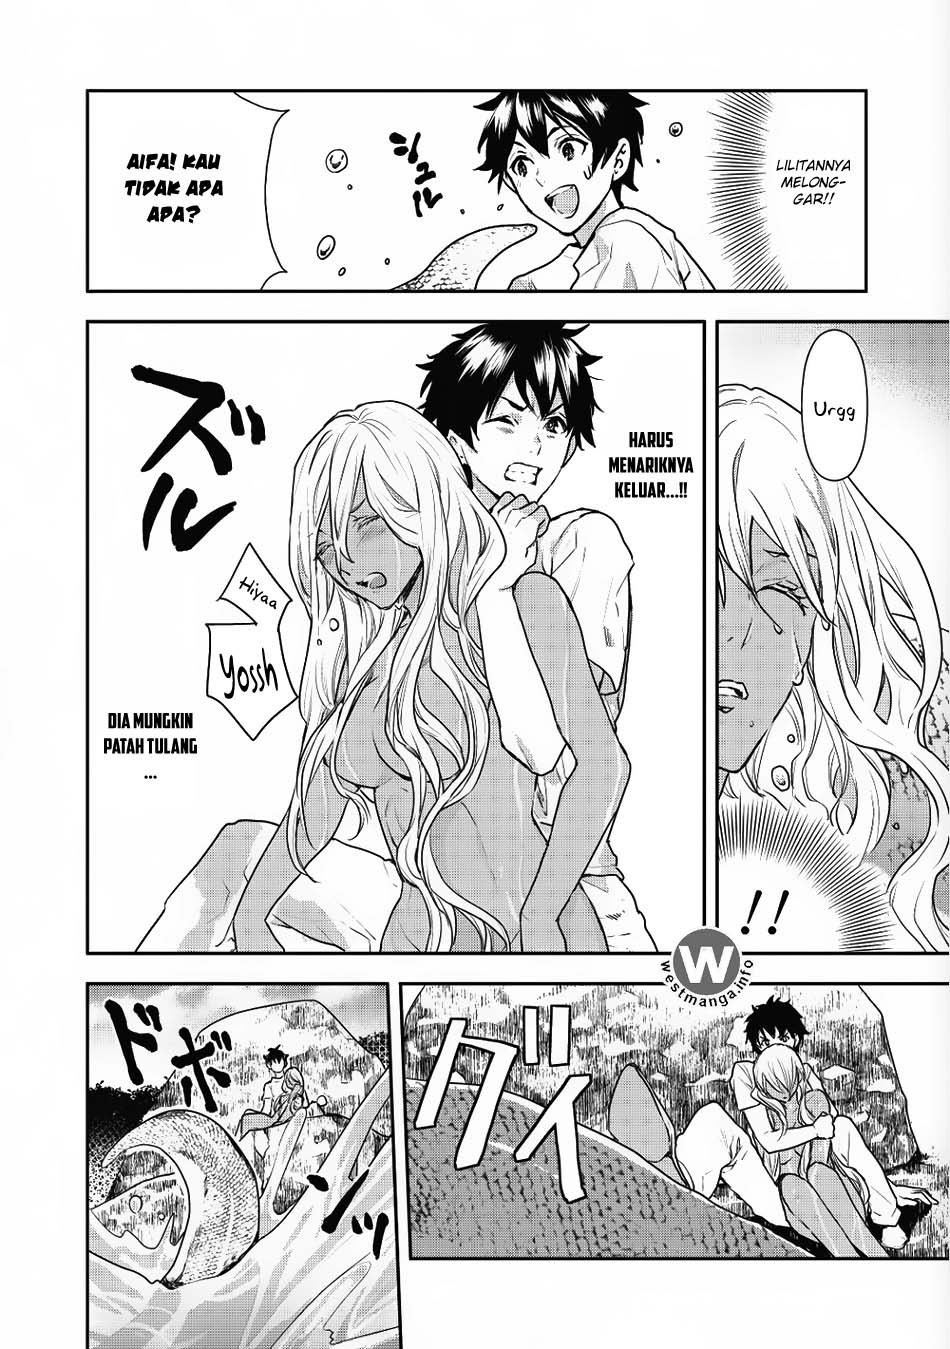 LILITANNYA
MELONG-
GAR!!
シュル
AIFA! KAU
TIDAK APA
APA?
Urgg
!!
HARUS
MENARIKNYA
KELUAR...!!
ズル
Hiyaa
Yossh
DIA MUNGKIN
PATAH TULANG
...
W
westmanga.info
グイ
ドボ
ンッ